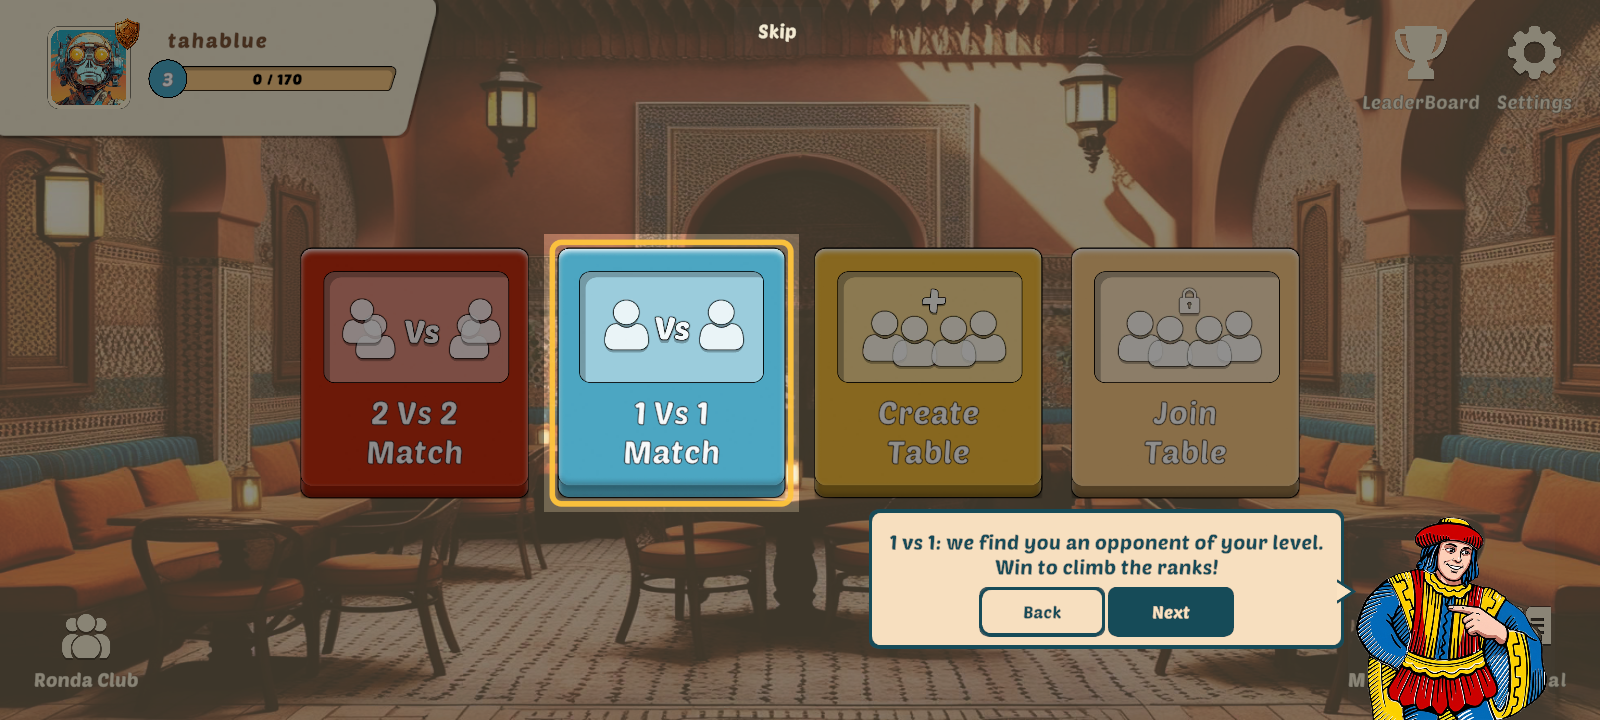 tahablue
3
0 / 170
Skip
LeaderBoard
Settings
Vs
2 Vs 2
Match
Vs
1 Vs 1
Match
Create
Table
Join
Table
1 vs 1: we find you an opponent of your level.
Win to climb the ranks!
Back
Next
Ronda Club